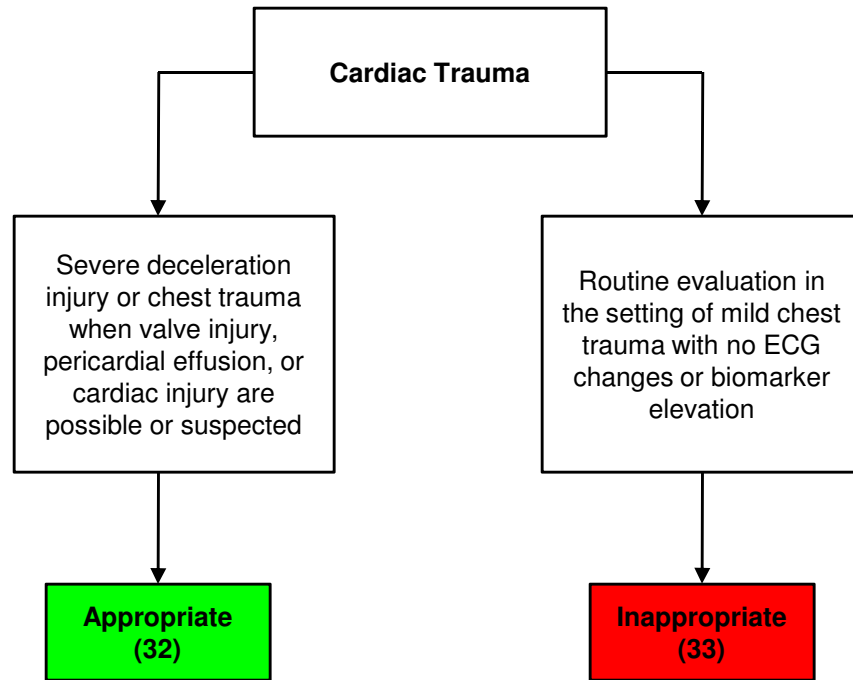 Cardiac Trauma
Severe deceleration
injury or chest trauma
when valve injury,
pericardial effusion, or
cardiac injury are
possible or suspected
Routine evaluation in
the setting of mild chest
trauma with no ECG
changes or biomarker
elevation
Appropriate
(32)
Inappropriate
(33)